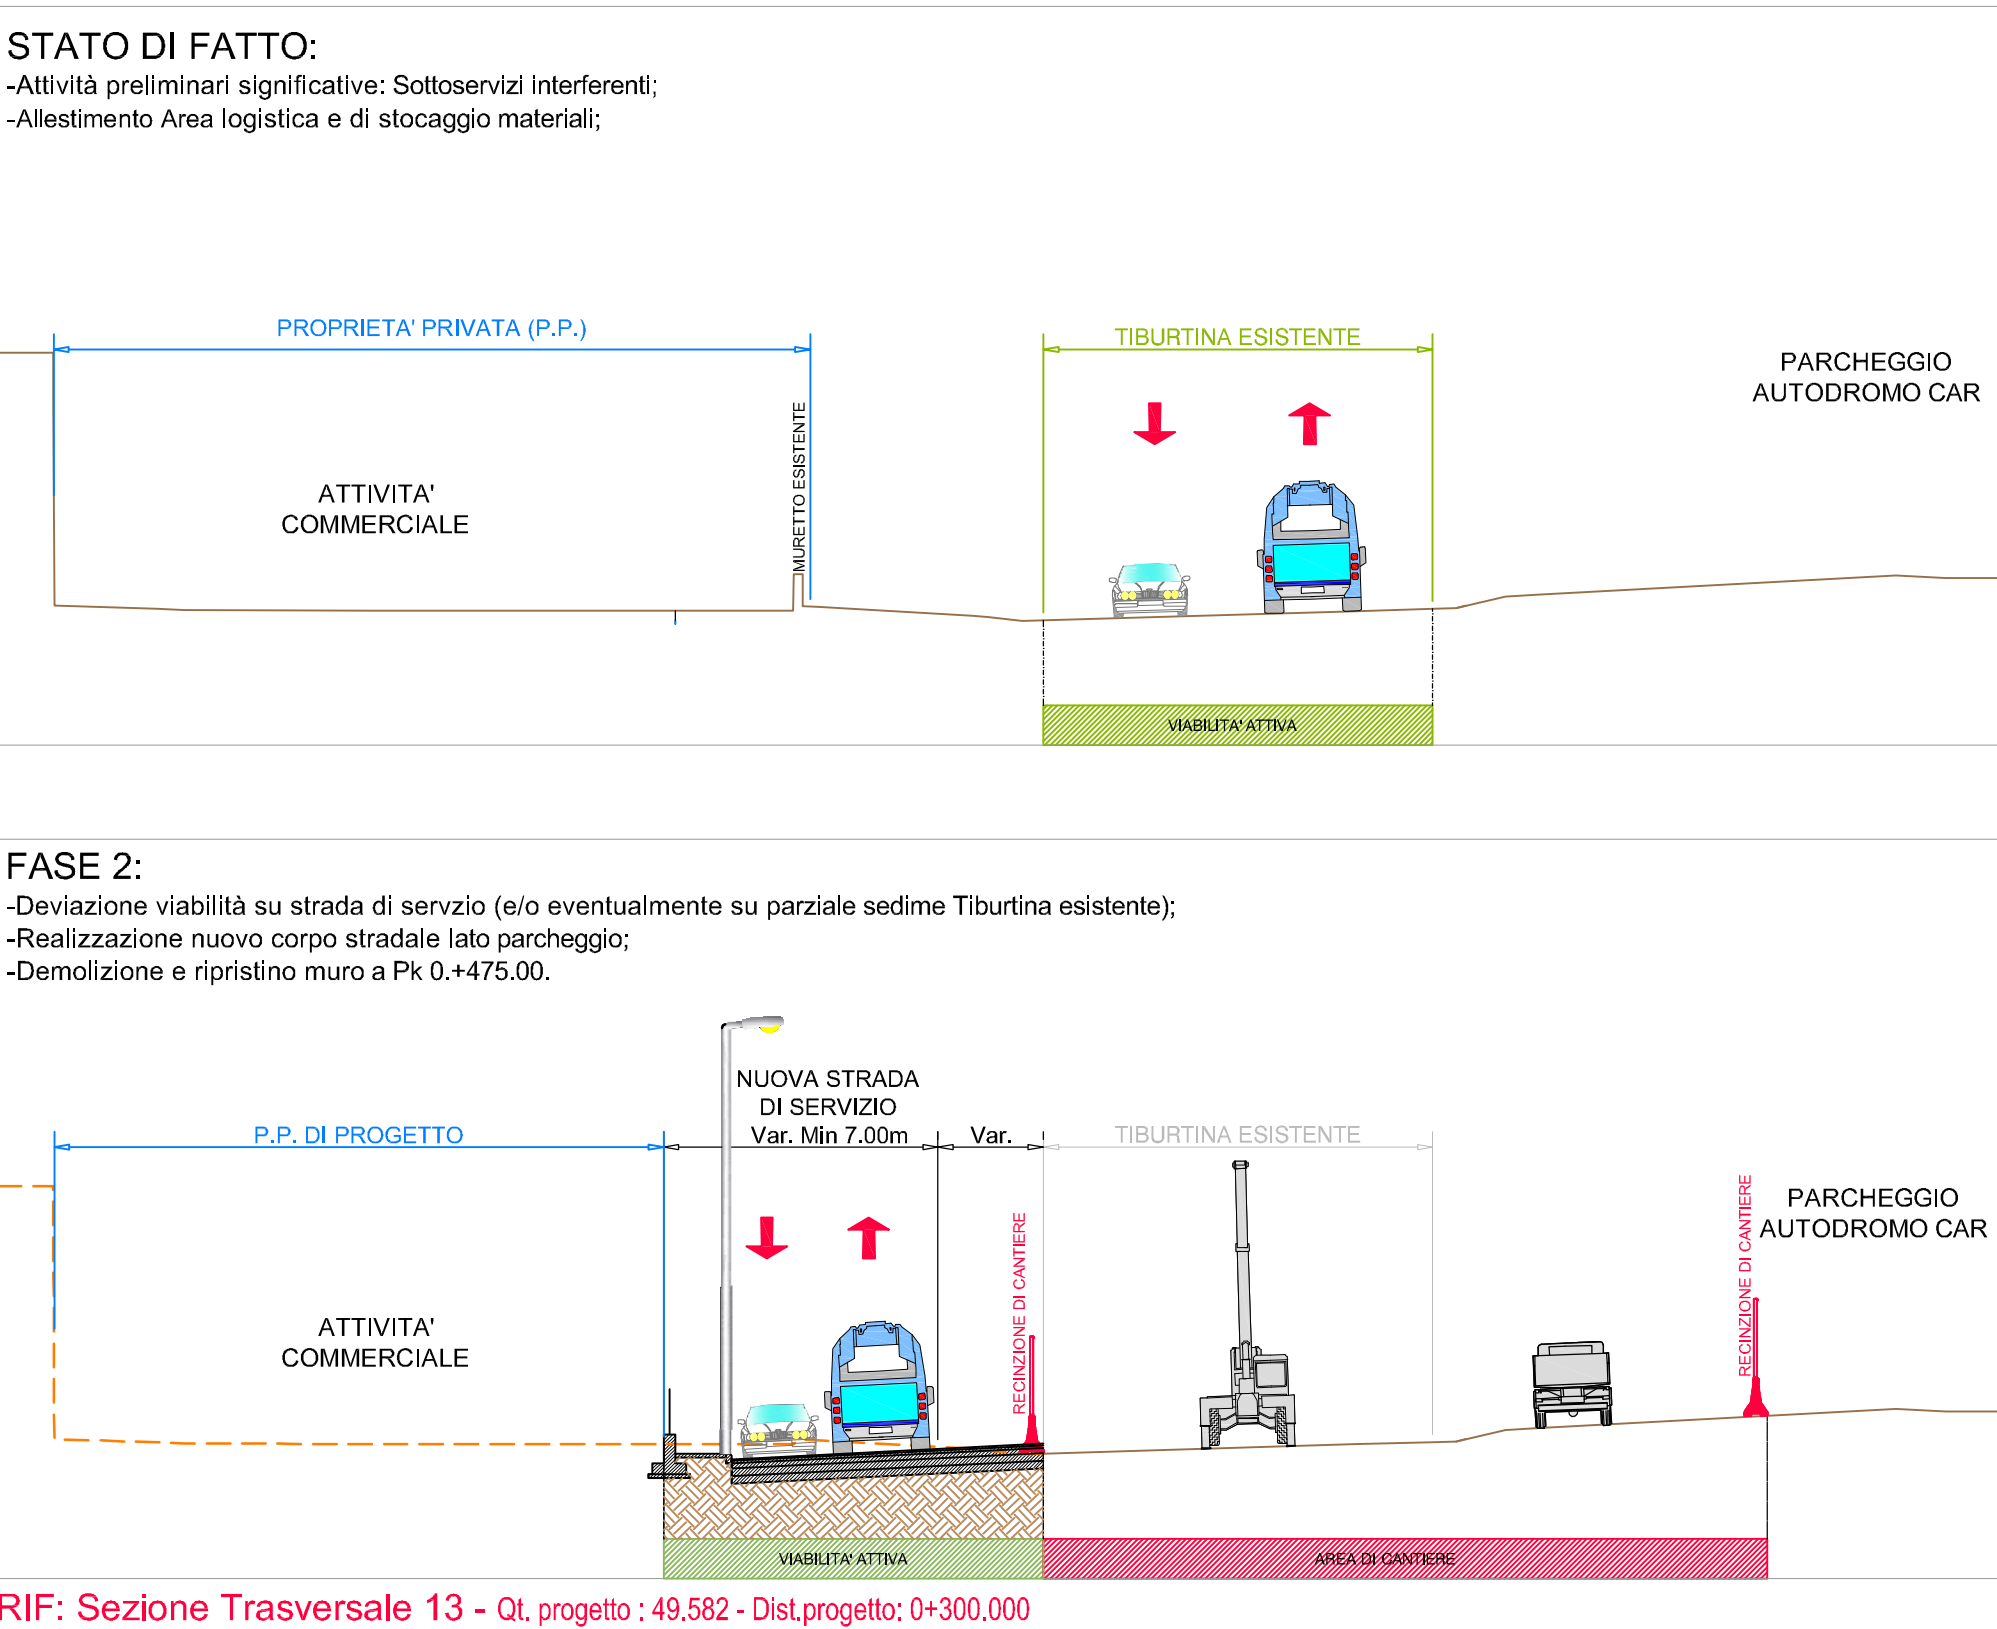 STATO DI FATTO:
-Attività preliminari significative: Sottoservizi interferenti;
-Allestimento Area logistica e di stocaggio materiali;
PROPRIETA' PRIVATA (P.P.)
TIBURTINA ESISTENTE
PARCHEGGIO
AUTODROMO CAR
MURETTO ESISTENTE
ATTIVITA'
COMMERCIALE
VIABILITA' ATTIVA
FASE 2:
-Deviazione viabilità su strada di servzio (e/o eventualmente su parziale sedime Tiburtina esistente);
-Realizzazione nuovo corpo stradale lato parcheggio;
-Demolizione e ripristino muro a Pk 0.+475.00.
NUOVA STRADA
DI SERVIZIO
Var. Min 7.00m
Var.
P.P. DI PROGETTO
TIBURTINA ESISTENTE
RECINZIONE DI CANTIERE
RECINZIONE DI CANTIERE
PARCHEGGIO
AUTODROMO CAR
ATTIVITA'
COMMERCIALE
VIABILITA' ATTIVA
AREA DI CANTIERE
RIF: Sezione Trasversale 13 - Qt. progetto : 49.582 - Dist.progetto: 0+300.000